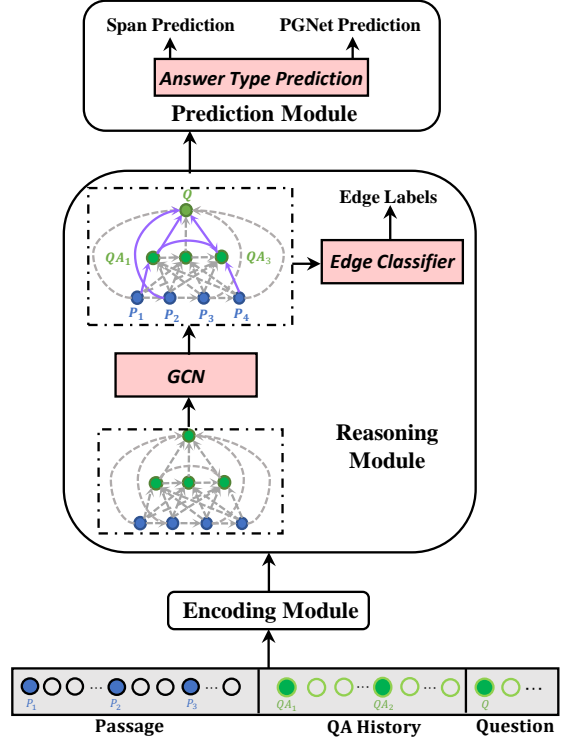 Span Prediction PGNet Prediction
Answer Type Prediction
Prediction Module
Q
Edge Labels
QA1 QA3
Edge Classifier
P1 P2 P3 P4
GCN
Reasoning
Module
Encoding Module
... ... ... ... ... ...
P1 P2 P3 QA1 QA2 Q
Passage QA History Question